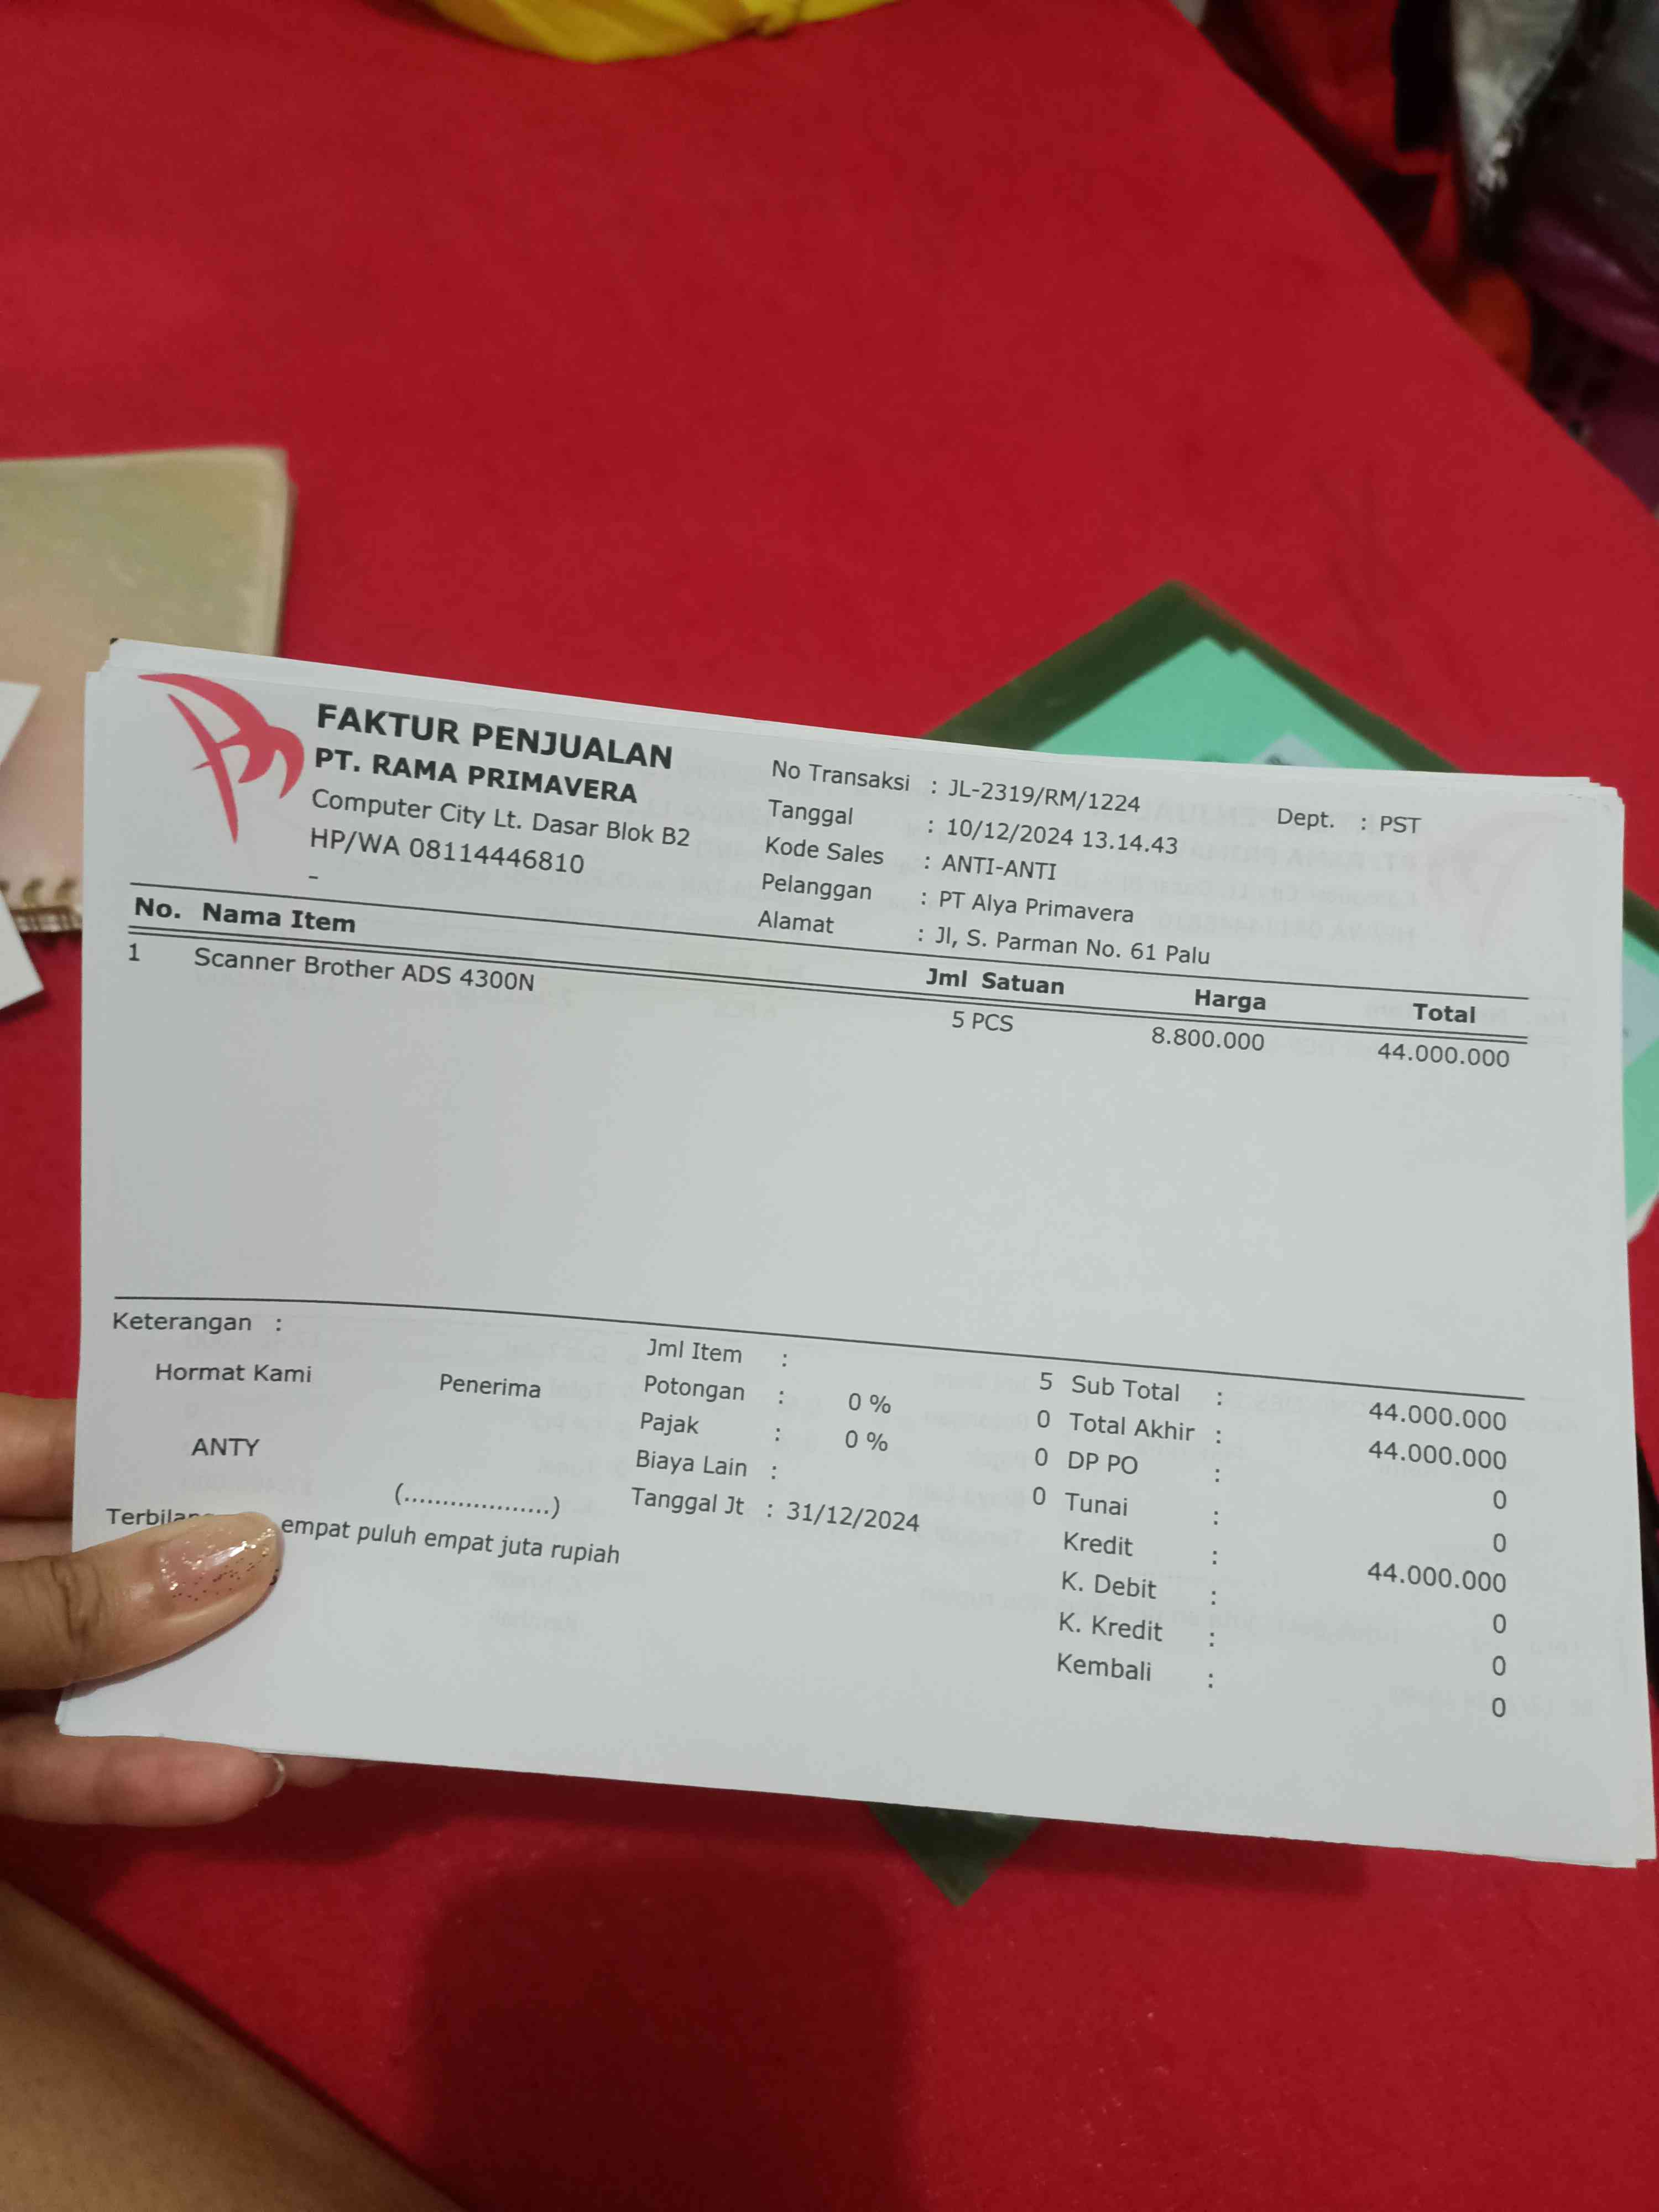 FAKTUR PENJUALAN
PT. RAMA PRIMAVERA
Computer City Lt. Dasar Blok B2
HP/WA 08114446810
-
No Transaksi : JL-2319/RM/1224
Dept. : PST
Tanggal : 10/12/2024 13.14.43
Kode Sales : ANTI-ANTI
Pelanggan : PT Alya Primavera
Alamat : Jl, S. Parman No. 61 Palu
No. Nama Item Jml Satuan Harga Total
1 Scanner Brother ADS 4300N 5 PCS 8.800.000 44.000.000
Keterangan :
Hormat Kami
Penerima
ANTY
(...................)
Jml Item : 5
Potongan : 0 % 0
Pajak : 0 % 0
Biaya Lain : 0
Tanggal Jt : 31/12/2024
Sub Total : 44.000.000
Total Akhir : 44.000.000
DP PO : 0
Tunai : 0
Kredit : 44.000.000
K. Debit : 0
K. Kredit : 0
Kembali : 0
empat puluh empat juta rupiah